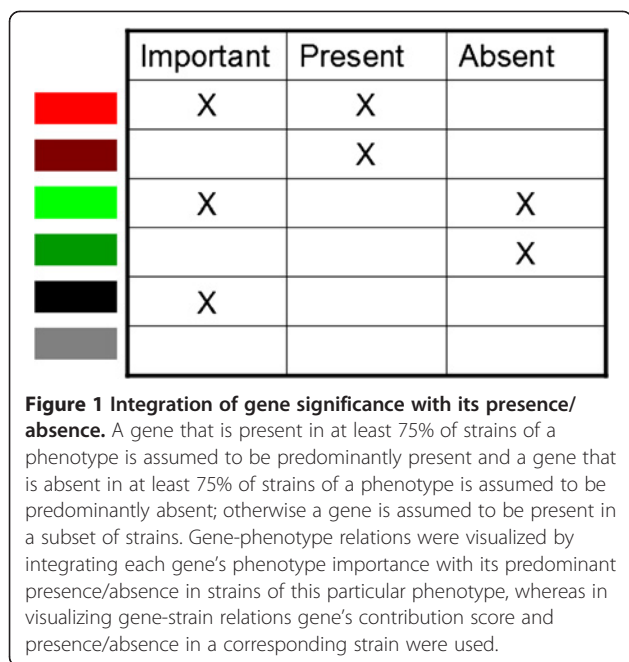 Important Present Absent
X X
X
X X
X
X
Figure 1 Integration of gene significance with its presence/
absence. A gene that is present in at least 75% of strains of a
phenotype is assumed to be predominantly present and a gene that
is absent in at least 75% of strains of a phenotype is assumed to be
predominantly absent; otherwise a gene is assumed to be present in
a subset of strains. Gene-phenotype relations were visualized by
integrating each gene's phenotype importance with its predominant
presence/absence in strains of this particular phenotype, whereas in
visualizing gene-strain relations gene's contribution score and
presence/absence in a corresponding strain were used.